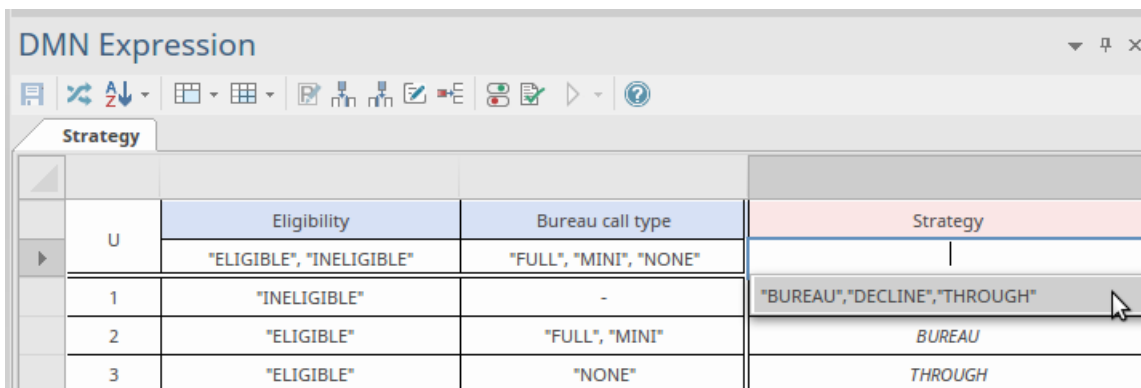 DMN Expression
Strategy
U Eligibility Bureau call type Strategy
"ELIGIBLE", "INELIGIBLE" "FULL", "MINI", "NONE"
1 "INELIGIBLE" - "BUREAU","DECLINE","THROUGH"
2 "ELIGIBLE" "FULL", "MINI" BUREAU
3 "ELIGIBLE" "NONE" THROUGH